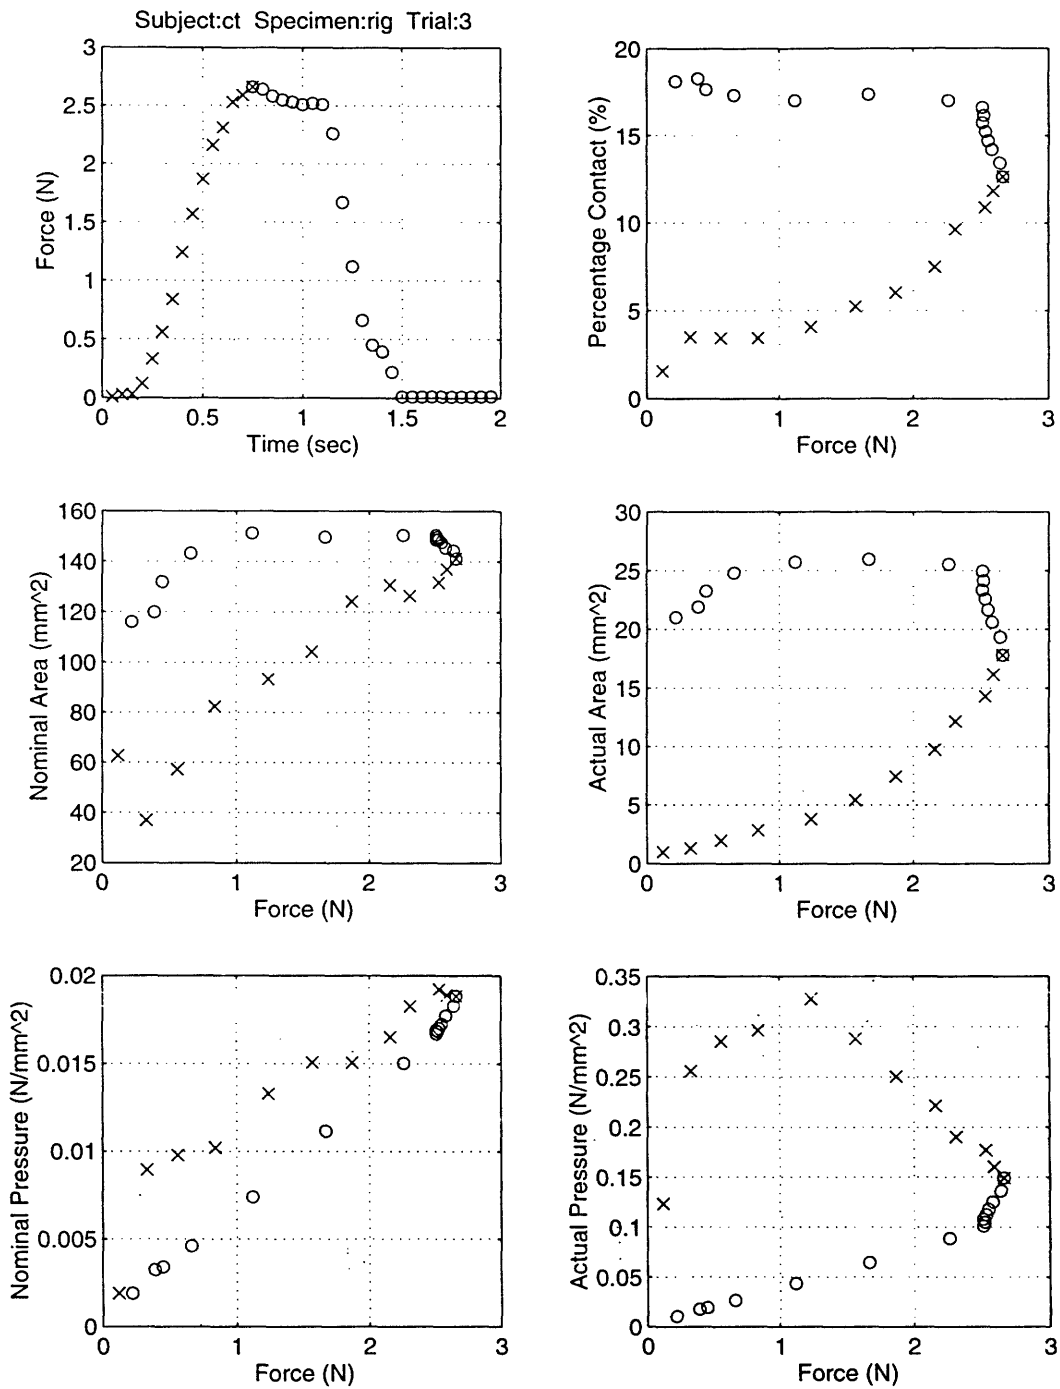 Subject:ct Specimen:rig Trial:3
3
2.5
2
1.5
1
0.5
0
Force (N)
0 0.5 1 1.5 2
Time (sec)
20
15
10
5
0
Percentage Contact (%)
0 1 2 3
Force (N)
160
140
120
100
80
60
40
20
Nominal Area (mm^2)
0 1 2 3
Force (N)
30
25
20
15
10
5
0
Actual Area (mm^2)
0 1 2 3
Force (N)
0.02
0.015
0.01
0.005
0
Nominal Pressure (N/mm^2)
0 1 2 3
Force (N)
0.35
0.3
0.25
0.2
0.15
0.1
0.05
0
Actual Pressure (N/mm^2)
0 1 2 3
Force (N)